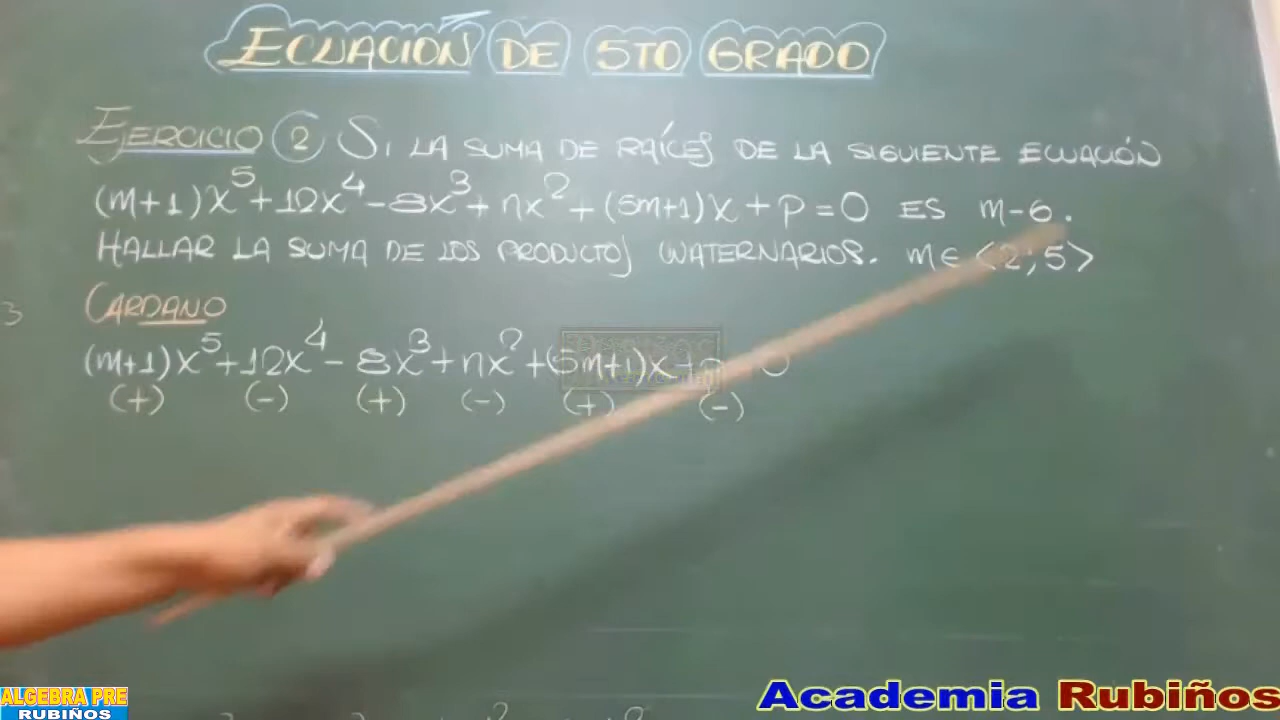 ECUACIÓN DE 5TO GRADO
EJERCICIO 2 SI LA SUMA DE RAÍCES DE LA SIGUIENTE ECUACIÓN
(m+1)x⁵+12x⁴-8x³+nx²+(5m+1)x+p=0 ES m-6.
HALLAR LA SUMA DE LOS PRODUCTOS CUATERNARIOS. m∈<2;5>
3
CARDANO
(m+1)x⁵+12x⁴-8x³+nx²+(5m+1)x+
(+) (-) (+) (-) (+) (-)
ALGEBRA PRE
RUBIÑOS
Academia Rubiños